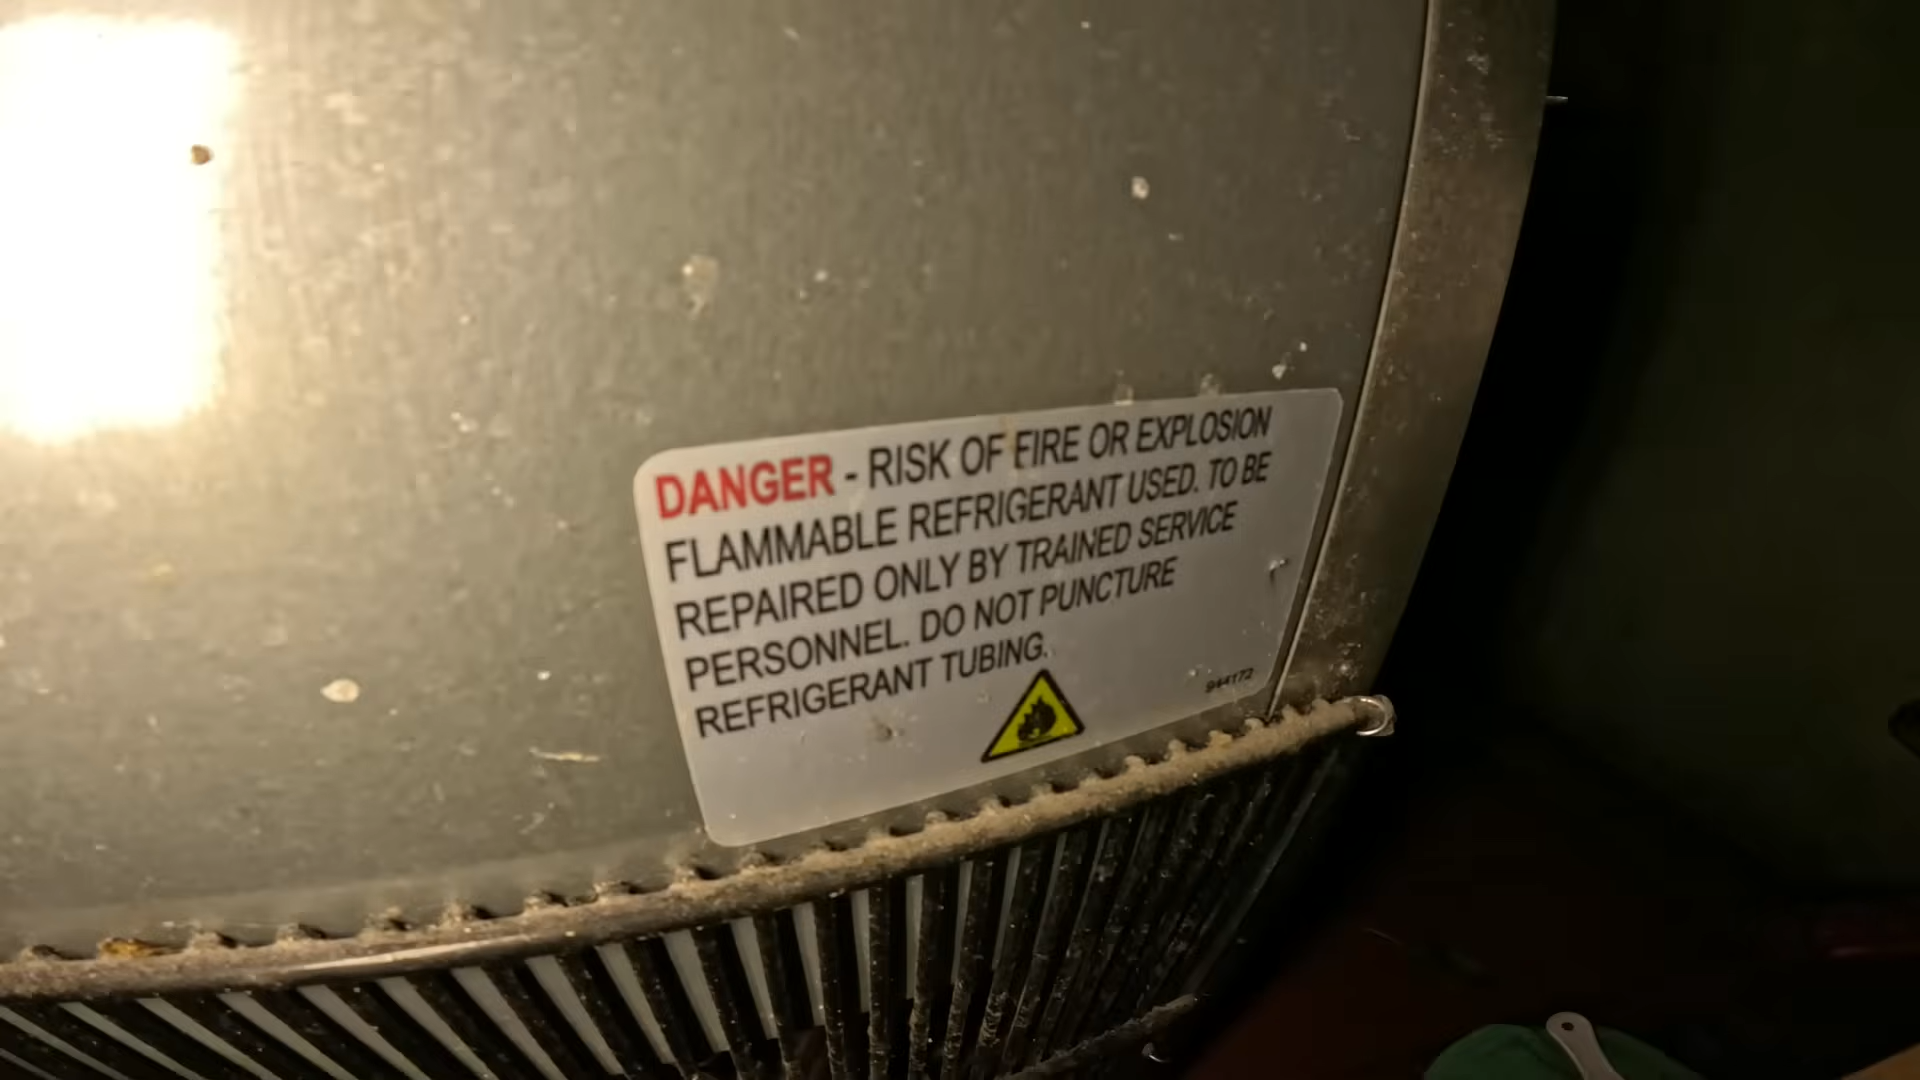 DANGER - RISK OF FIRE OR EXPLOSION
FLAMMABLE REFRIGERANT USED. TO BE
REPAIRED ONLY BY TRAINED SERVICE
PERSONNEL. DO NOT PUNCTURE
REFRIGERANT TUBING.
944172